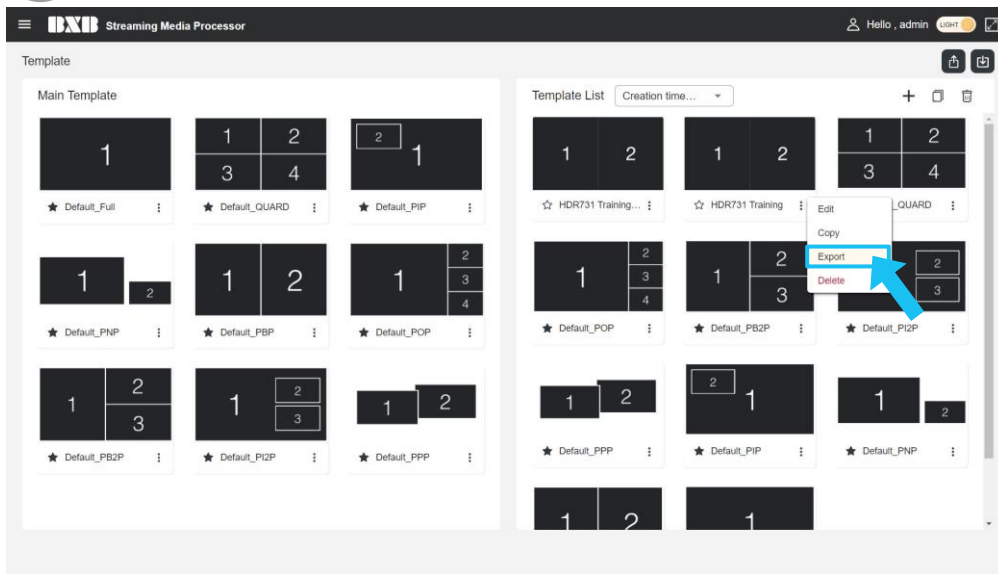 BXB Streaming Media Processor
Hello , admin LIGHT
Template
Main Template
1
1 2
3 4
2 1
Default_Full
Default_QUARD
Default_PIP
1 2
1 2
1 2 3 4
Default_PNP
Default_PBP
Default_POP
1 2 3
1 2 3
1 2
Default_PB2P
Default_PI2P
Default_PPP
Template List Creation time...
1 2
1 2
1 2
3 4
HDR731 Training...
HDR731 Training
_QUARD
Edit
Copy
Export
Delete
1 2 3 4
1 2 3
2 3
Default_POP
Default_PB2P
Default_PI2P
1 2
2 1
1 2
Default_PPP
Default_PIP
Default_PNP
1 2
1